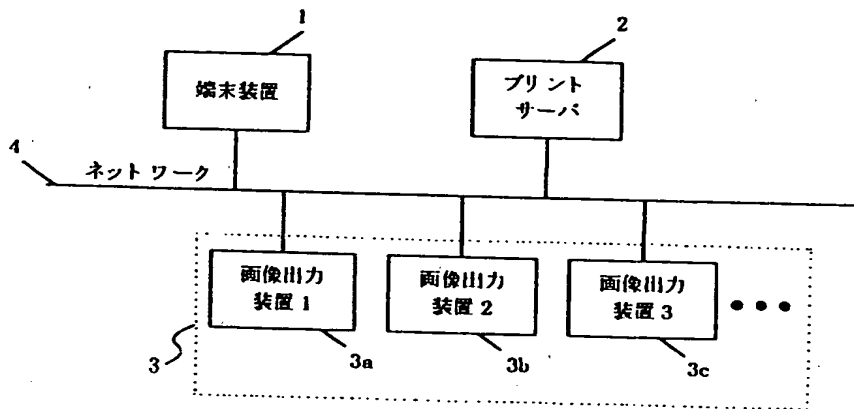 1
2
端末装置
プリント
サーバ
4
ネットワーク
画像出力
装置1
画像出力
装置2
画像出力
装置3
3
3a
3b
3c